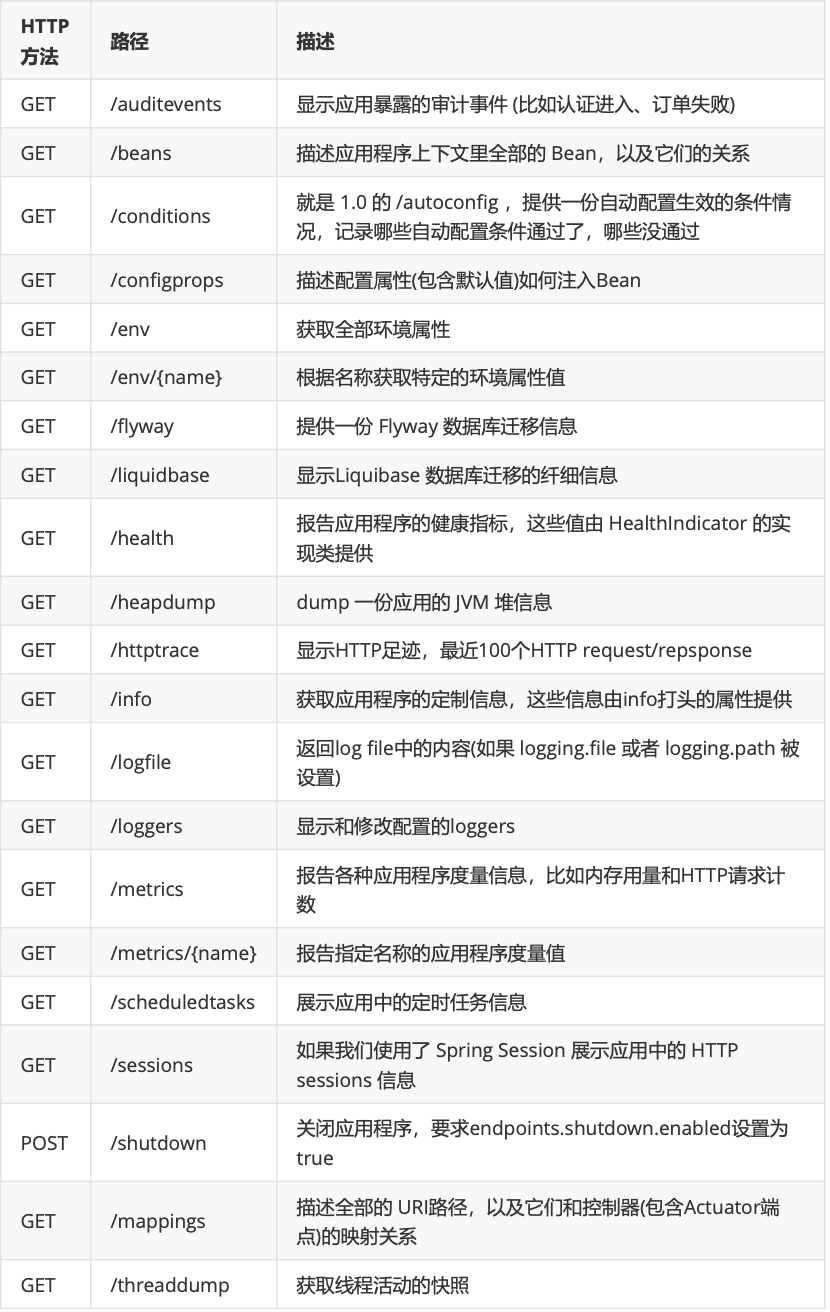 HTTP 方法 路径 描述
GET /auditevents 显示应用暴露的审计事件 (比如认证进入、订单失败)
GET /beans 描述应用程序上下文里全部的 Bean，以及它们的关系
GET /conditions 就是 1.0 的 /autoconfig ，提供一份自动配置生效的条件情
况，记录哪些自动配置条件通过了，哪些没通过
GET /configprops 描述配置属性(包含默认值)如何注入Bean
GET /env 获取全部环境属性
GET /env/{name} 根据名称获取特定的环境属性值
GET /flyway 提供一份 Flyway 数据库迁移信息
GET /liquidbase 显示Liquibase 数据库迁移的纤细信息
GET /health 报告应用程序的健康指标，这些值由 HealthIndicator 的实
现类提供
GET /heapdump dump 一份应用的 JVM 堆信息
GET /httptrace 显示HTTP足迹，最近100个HTTP request/repsponse
GET /info 获取应用程序的定制信息，这些信息由info打头的属性提供
GET /logfile 返回log file中的内容(如果 logging.file 或者 logging.path 被
设置)
GET /loggers 显示和修改配置的loggers
GET /metrics 报告各种应用程序度量信息，比如内存用量和HTTP请求计
数
GET /metrics/{name} 报告指定名称的应用程序度量值
GET /scheduledtasks 展示应用中的定时任务信息
GET /sessions 如果我们使用了 Spring Session 展示应用中的 HTTP
sessions 信息
POST /shutdown 关闭应用程序，要求endpoints.shutdown.enabled设置为
true
GET /mappings 描述全部的 URI路径，以及它们和控制器(包含Actuator端
点)的映射关系
GET /threaddump 获取线程活动的快照